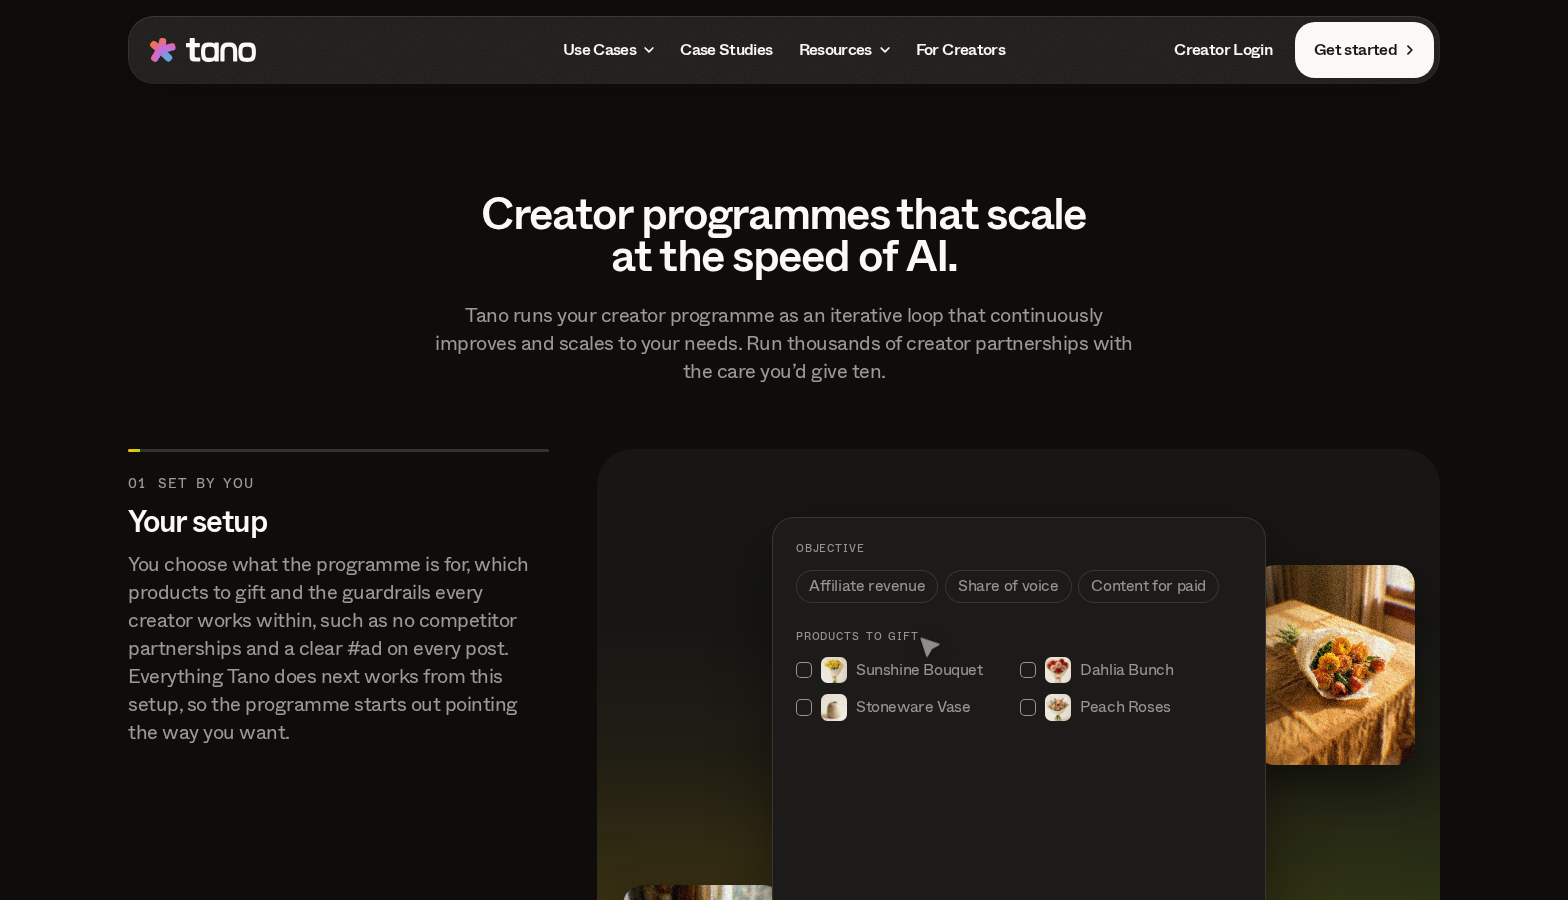 tano
Use Cases
Case Studies
Resources
For Creators
Creator Login
Get started
Creator programmes that scale
at the speed of AI.
Tano runs your creator programme as an iterative loop that continuously
improves and scales to your needs. Run thousands of creator partnerships with
the care you’d give ten.
01 SET BY YOU
Your setup
You choose what the programme is for, which
products to gift and the guardrails every
creator works within, such as no competitor
partnerships and a clear #ad on every post.
Everything Tano does next works from this
setup, so the programme starts out pointing
the way you want.
OBJECTIVE
Affiliate revenue
Share of voice
Content for paid
PRODUCTS TO GIFT
Sunshine Bouquet
Dahlia Bunch
Stoneware Vase
Peach Roses